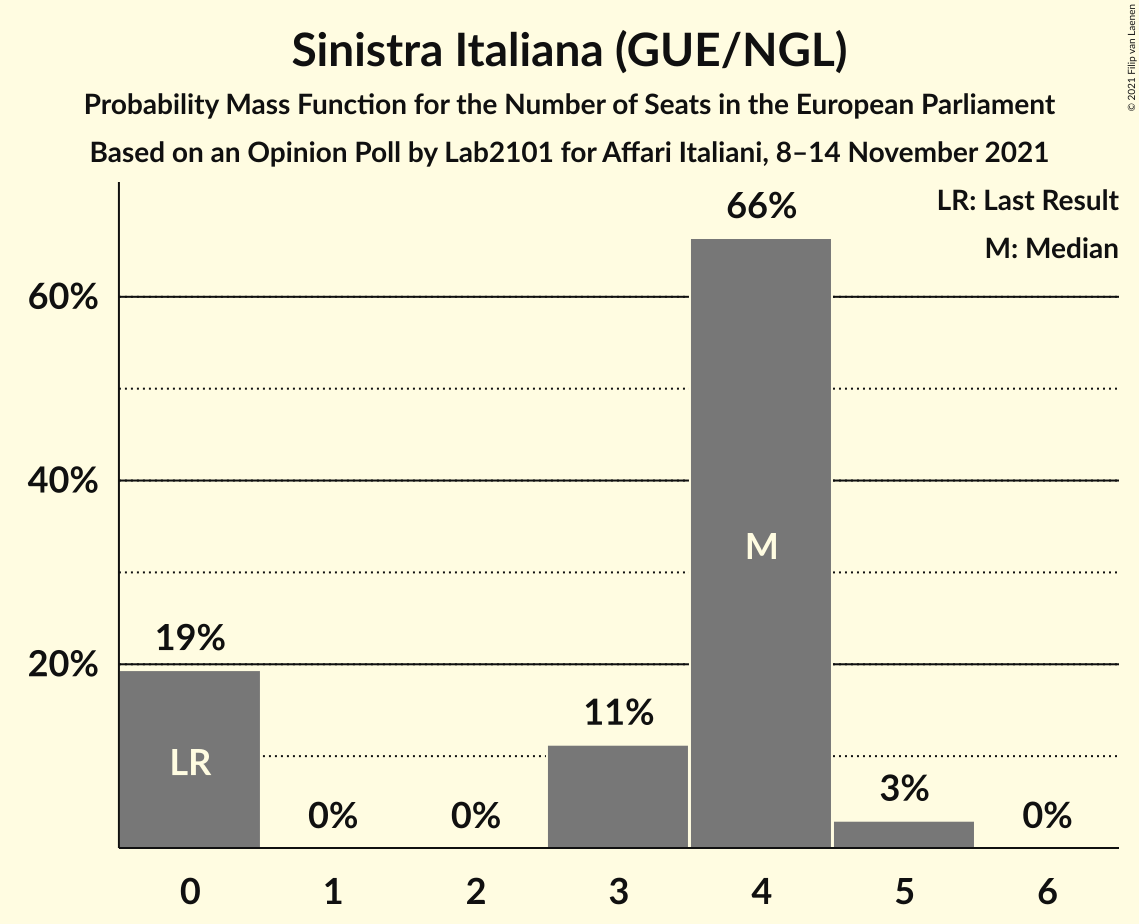 Sinistra Italiana (GUE/NGL)
Probability Mass Function for the Number of Seats in the European Parliament
Based on an Opinion Poll by Lab2101 for Affari Italiani, 8–14 November 2021
© 2021 Filip van Laenen
LR: Last Result
M: Median
60%
40%
20%
19%
0%
0%
11%
66%
3%
0%
LR
M
0 1 2 3 4 5 6